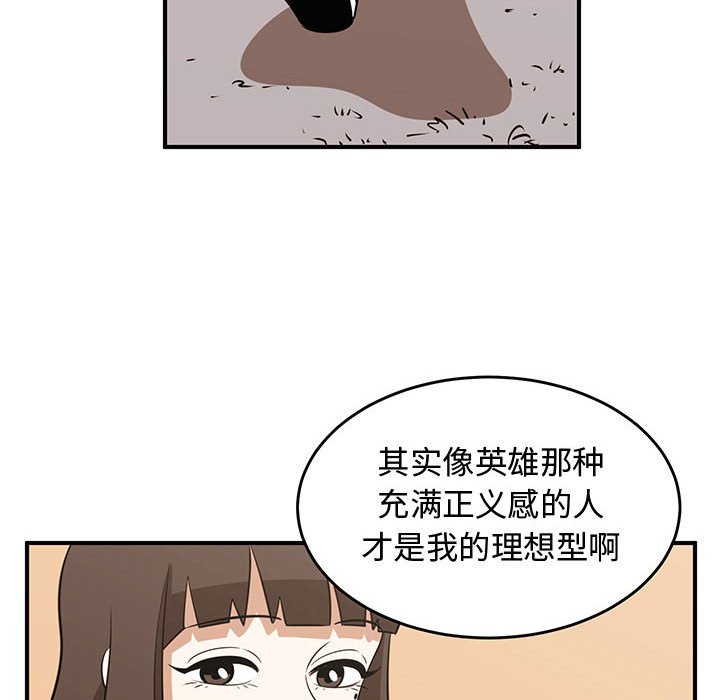 其实像英雄那种
充满正义感的人
才是我的理想型啊